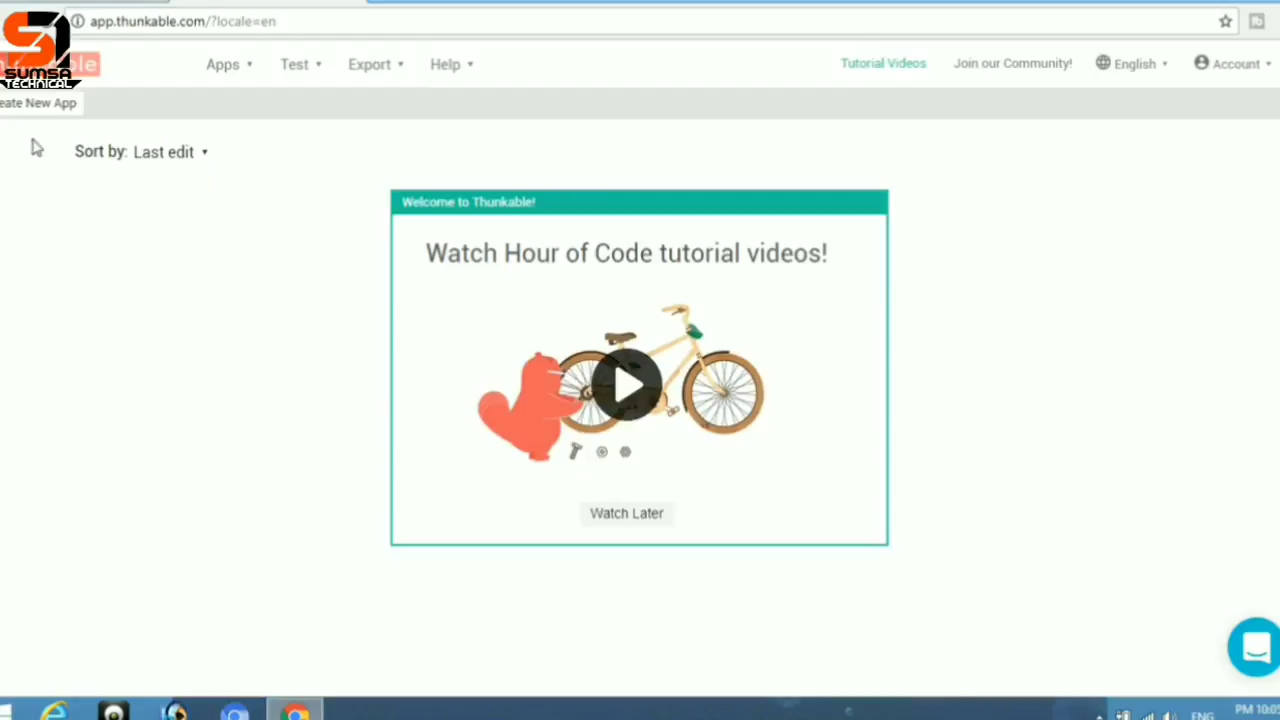 app.thunkable.com/?locale=en
ble
SUMSA
TECHNICAL
Apps
Test
Export
Help
Tutorial Videos
Join our Community!
English
Account
eate New App
Sort by: Last edit
Welcome to Thunkable!
Watch Hour of Code tutorial videos!
Watch Later
ENG